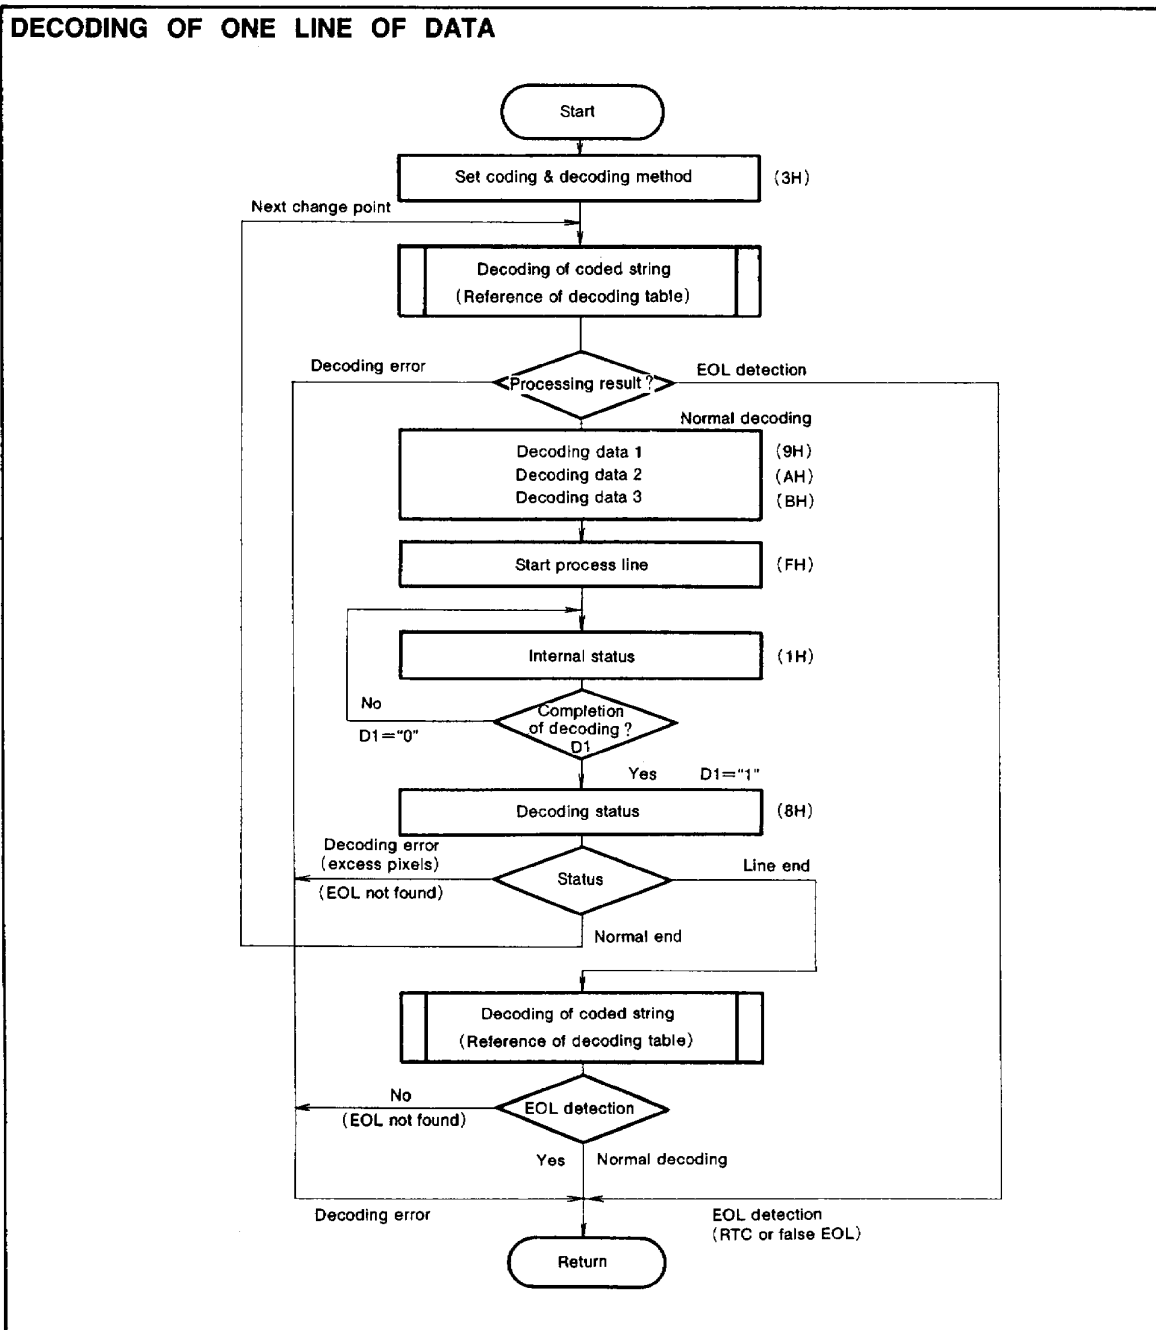 DECODING OF ONE LINE OF DATA
Start
Set coding & decoding method
(3H)
Next change point
Decoding of coded string
(Reference of decoding table)
Decoding error
Processing result ?
EOL detection
Normal decoding
Decoding data 1
(9H)
Decoding data 2
(AH)
Decoding data 3
(BH)
Start process line
(FH)
Internal status
(1H)
No
D1="0"
Completion
of decoding ?
D1
Yes
D1="1"
Decoding status
(8H)
Decoding error
(excess pixels)
(EOL not found)
Status
Line end
Normal end
Decoding of coded string
(Reference of decoding table)
No
(EOL not found)
EOL detection
Yes
Normal decoding
Decoding error
EOL detection
(RTC or false EOL)
Return